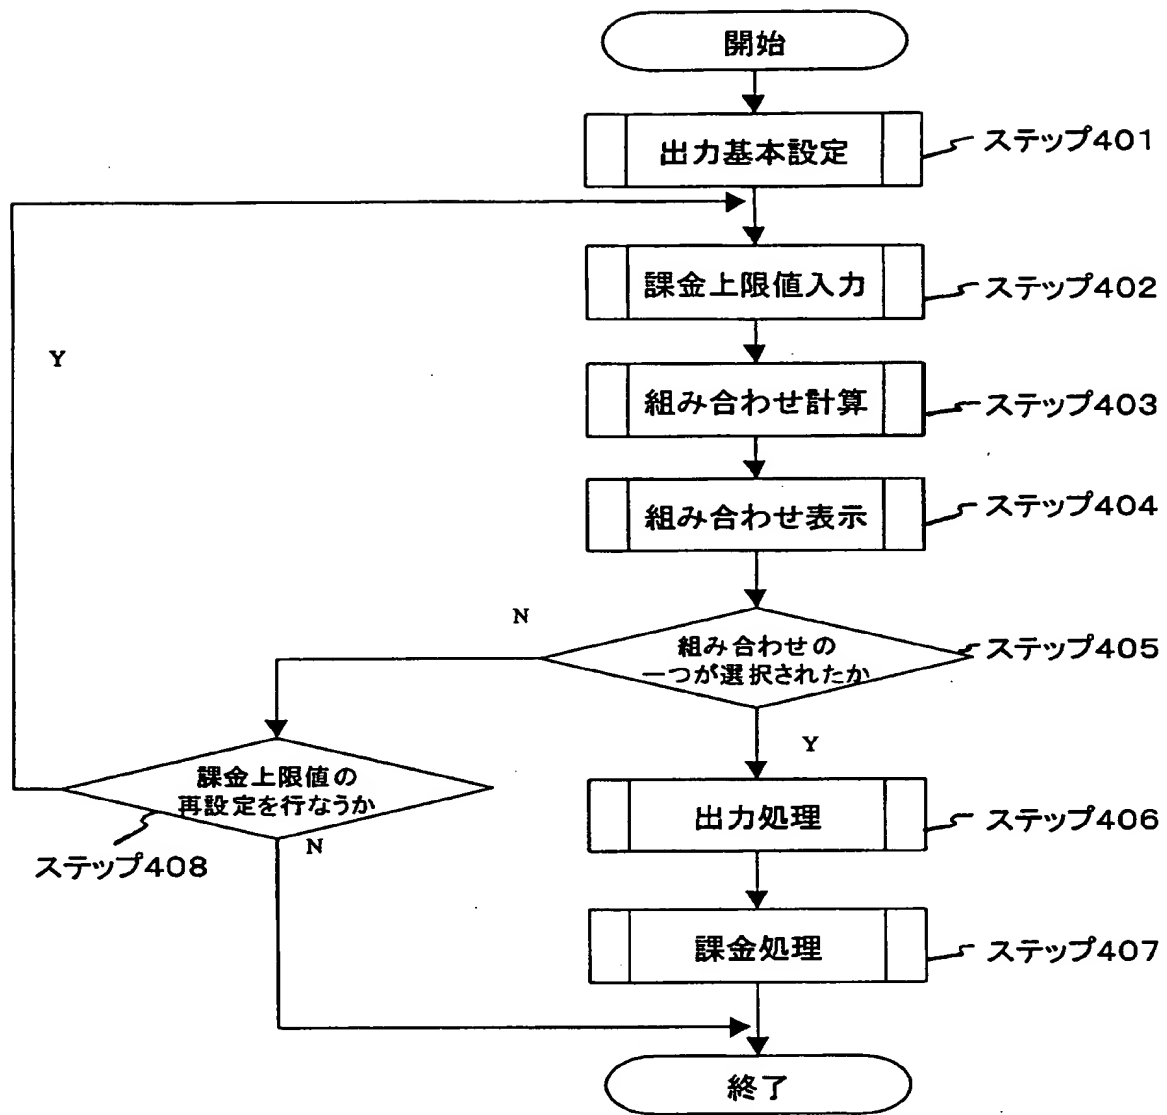 開始
出力基本設定
ステップ401
課金上限値入力
ステップ402
Y
組み合わせ計算
ステップ403
組み合わせ表示
ステップ404
N
組み合わせの
一つが選択されたか
ステップ405
Y
課金上限値の
再設定を行なうか
ステップ408
N
出力処理
ステップ406
課金処理
ステップ407
終了